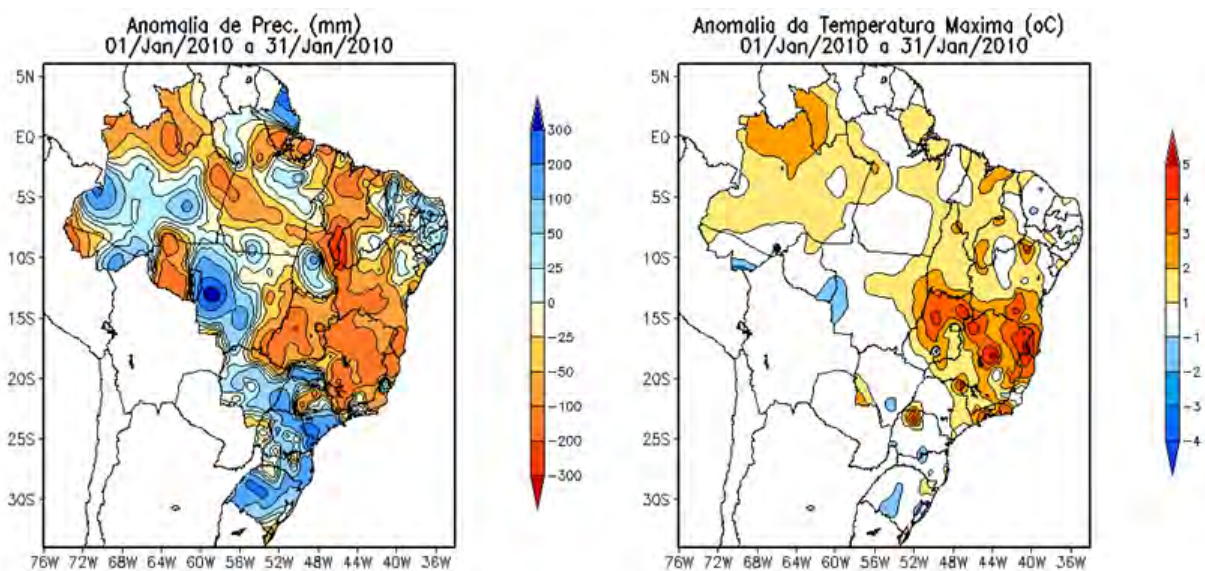 Anomalia de Prec. (mm)
01/Jan/2010 a 31/Jan/2010
5N
EQ
5S
10S
15S
20S
25S
30S
76W 72W 68W 64W 60W 56W 52W 48W 44W 40W 36W
300
200
100
50
25
0
-25
-50
-100
-200
-300
Anomalia da Temperatura Maxima (oC)
01/Jan/2010 a 31/Jan/2010
5N
EQ
5S
10S
15S
20S
25S
30S
76W 72W 68W 64W 60W 56W 52W 48W 44W 40W 36W
5
4
3
2
1
-1
-2
-3
-4